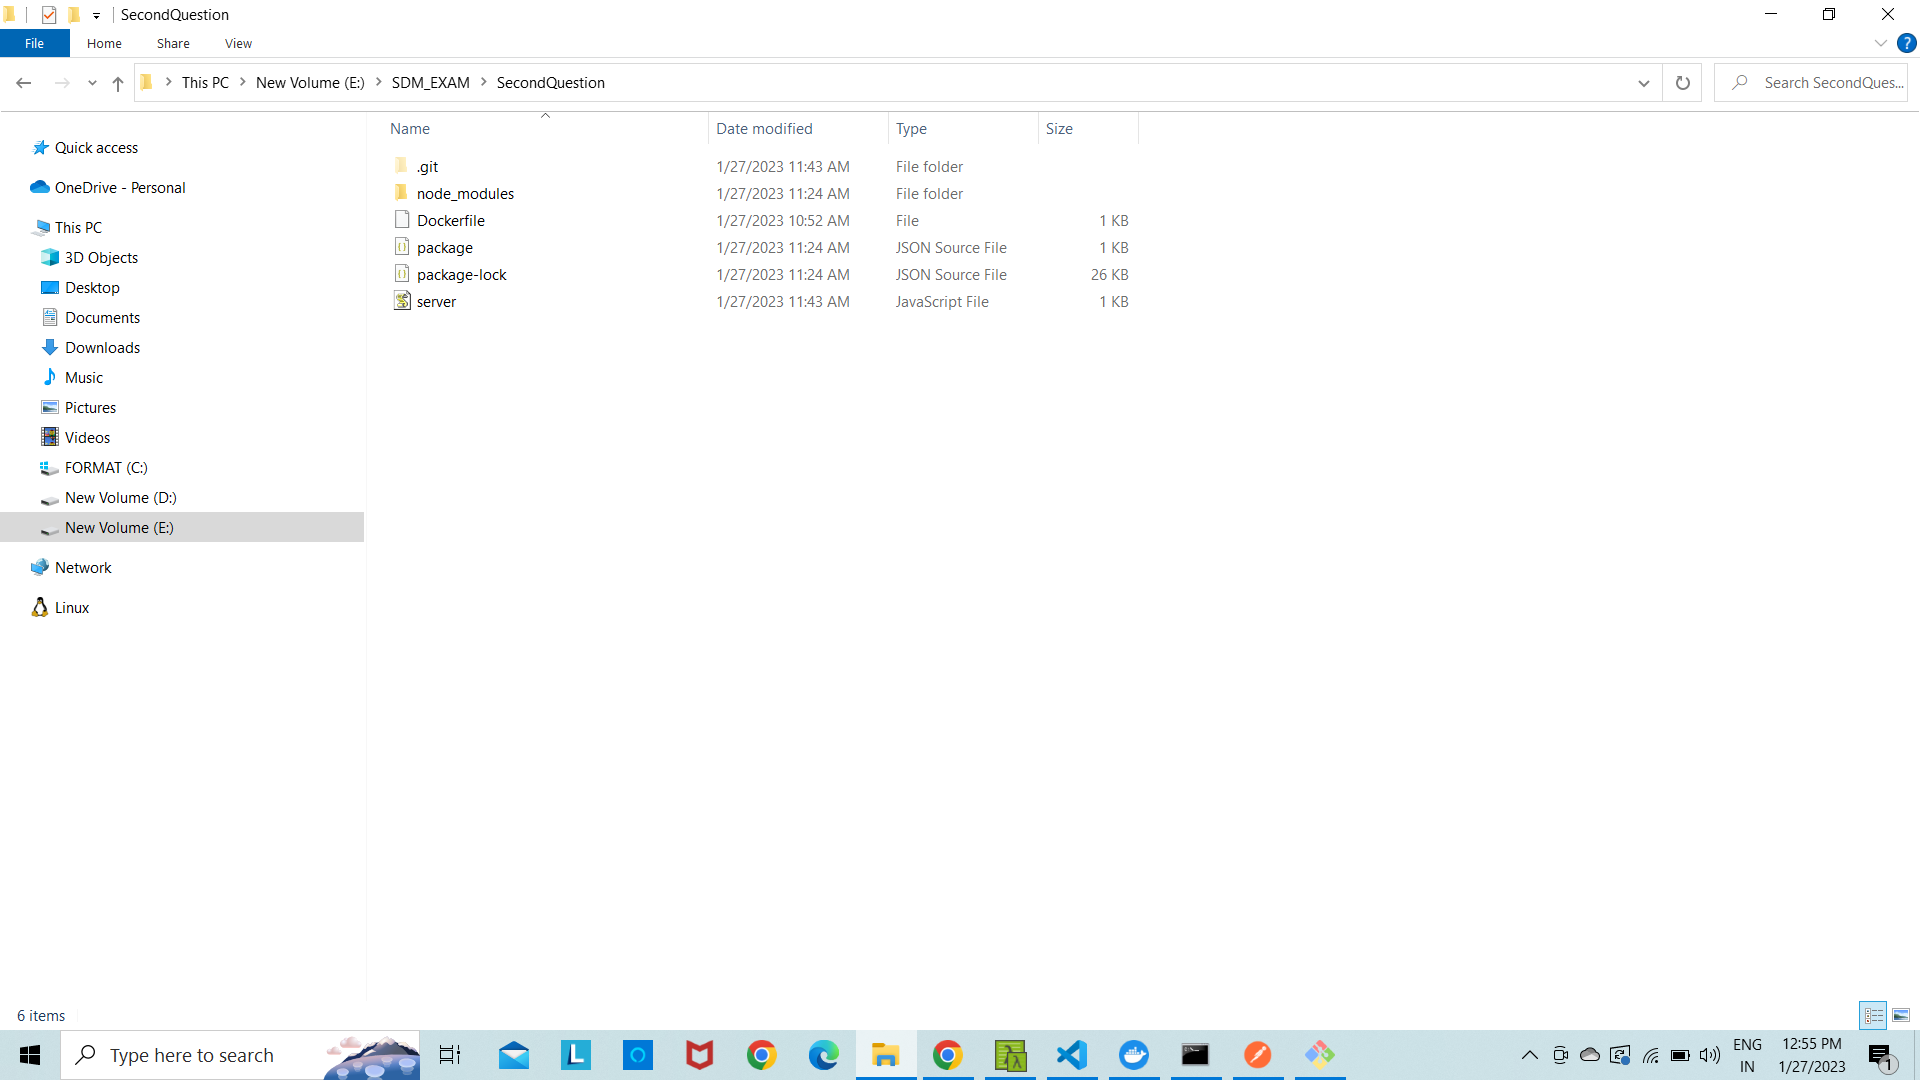 SecondQuestion
File Home Share View
This PC New Volume (E:) SDM_EXAM SecondQuestion
Search SecondQues...
Name Date modified Type Size
.git 1/27/2023 11:43 AM File folder
node_modules 1/27/2023 11:24 AM File folder
Dockerfile 1/27/2023 10:52 AM File 1 KB
package 1/27/2023 11:24 AM JSON Source File 1 KB
package-lock 1/27/2023 11:24 AM JSON Source File 26 KB
server 1/27/2023 11:43 AM JavaScript File 1 KB
Quick access
OneDrive - Personal
This PC
3D Objects
Desktop
Documents
Downloads
Music
Pictures
Videos
FORMAT (C:)
New Volume (D:)
New Volume (E:)
Network
Linux
6 items
Type here to search
L
ENG
IN
12:55 PM
1/27/2023
1